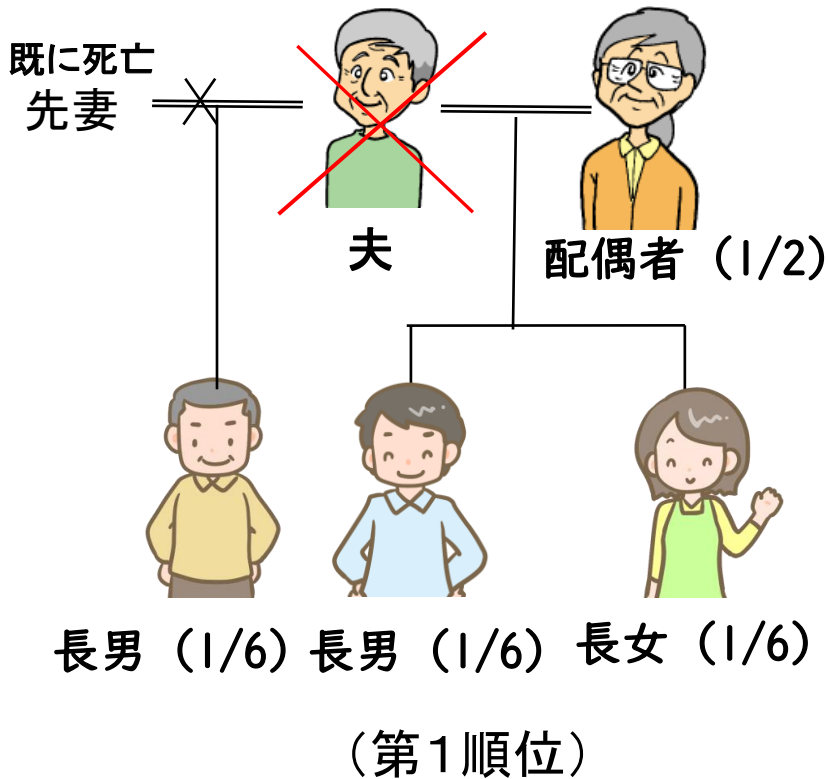 既に死亡
先妻
夫
配偶者（1/2）
長男（1/6）
長男（1/6）
長女（1/6）
（第１順位）